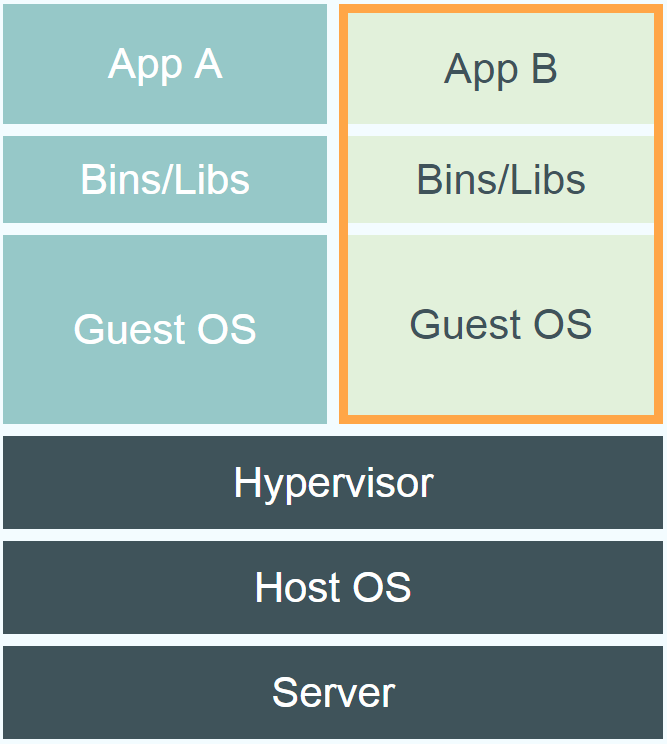 App A
App B
Bins/Libs
Bins/Libs
Guest OS
Guest OS
Hypervisor
Host OS
Server